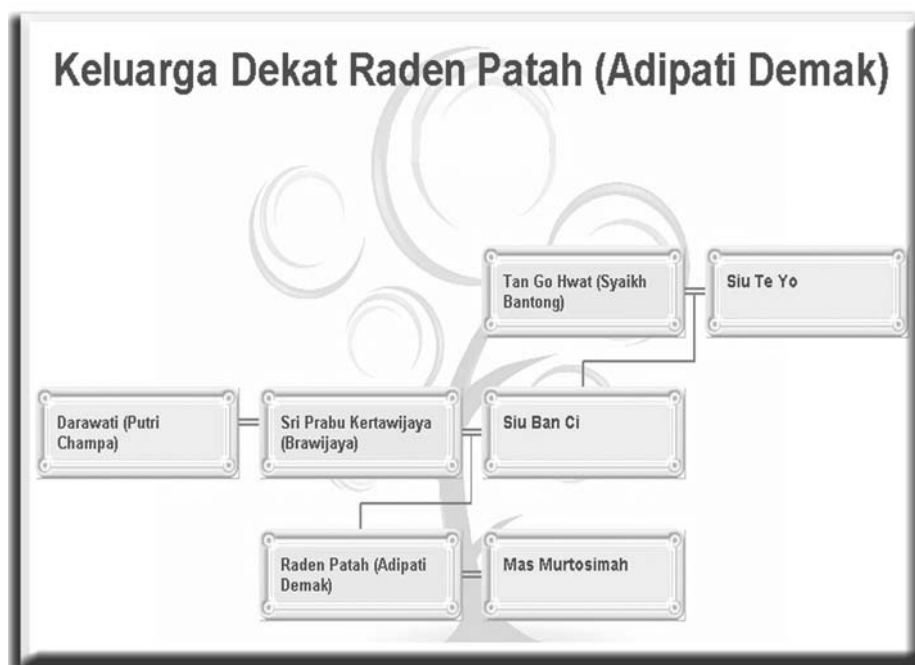 Keluarga Dekat Raden Patah (Adipati Demak)
Tan Go Hwat (Syaikh
Bantong)
Siu Te Yo
Darawati (Putri
Champa)
Sri Prabu Kertawijaya
(Brawijaya)
Siu Ban Ci
Raden Patah (Adipati
Demak)
Mas Murtosimah